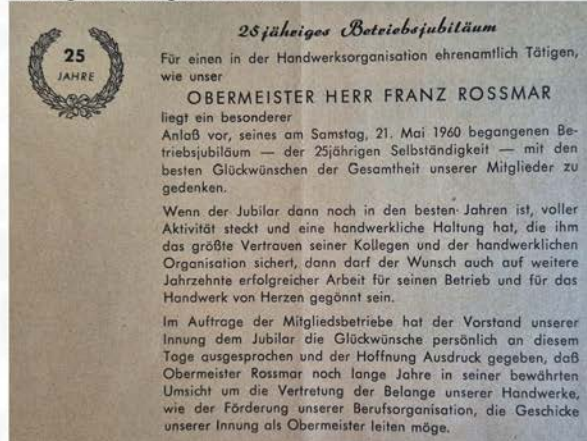 25jähriges Betriebsjubiläum
25
JAHRE
Für einen in der Handwerksorganisation ehrenamtlich Tätigen,
wie unser
OBERMEISTER HERR FRANZ ROSSMAR
liegt ein besonderer
Anlaß vor, seines am Samstag, 21. Mai 1960 begangenen Be-
triebsjubiläum — der 25jährigen Selbständigkeit — mit den
besten Glückwünschen der Gesamtheit unserer Mitglieder zu
gedenken.
Wenn der Jubilar dann noch in den besten Jahren ist, voller
Aktivität steckt und eine handwerkliche Haltung hat, die ihm
das größte Vertrauen seiner Kollegen und der handwerklichen
Organisation sichert, dann darf der Wunsch auch auf weitere
Jahrzehnte erfolgreicher Arbeit für seinen Betrieb und für das
Handwerk von Herzen gegönnt sein.
Im Auftrage der Mitgliedsbetriebe hat der Vorstand unserer
Innung dem Jubilar die Glückwünsche persönlich an diesem
Tage ausgesprochen und der Hoffnung Ausdruck gegeben, daß
Obermeister Rossmar noch lange Jahre in seiner bewährten
Umsicht um die Vertretung der Belange unserer Handwerke,
wie der Förderung unserer Berufsorganisation, die Geschicke
unserer Innung als Obermeister leiten möge.